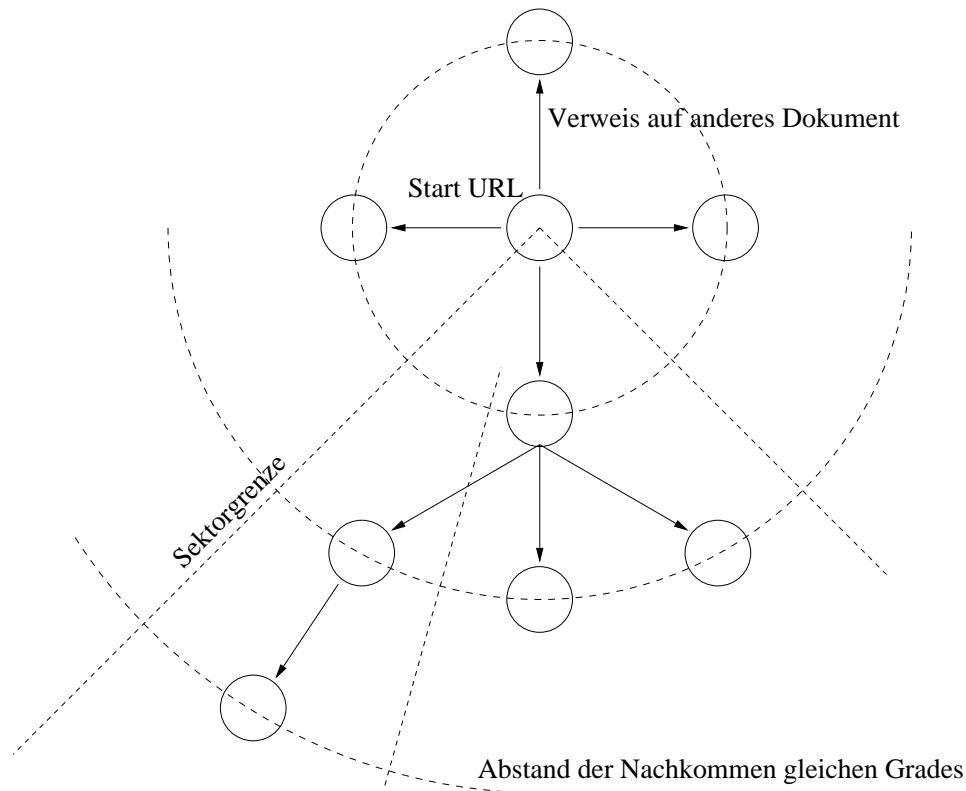 Verweis auf anderes Dokument
Start URL
Sektorgrenze
Abstand der Nachkommen gleichen Grades